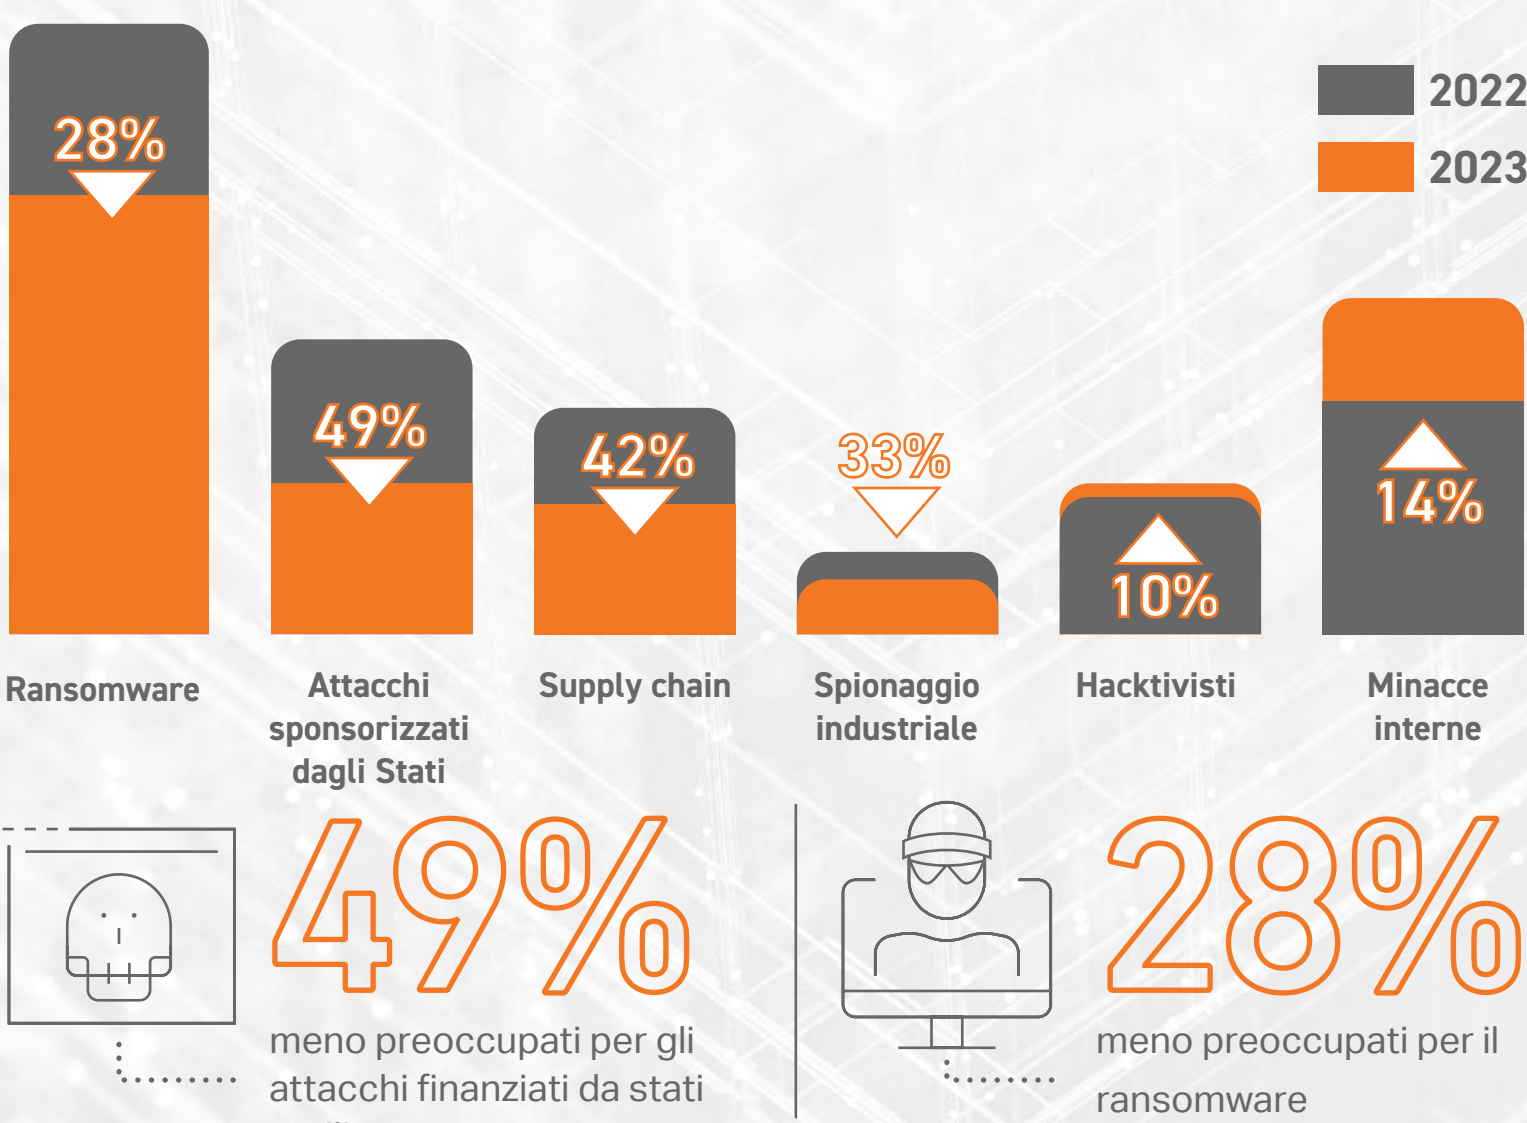 2022
2023
28%
49%
42%
33%
10%
14%
Ransomware
Attacchi
sponsorizzati
dagli Stati
Supply chain
Spionaggio
industriale
Hacktivisti
Minacce
interne
49%
meno preoccupati per gli
attacchi finanziati da stati
28%
meno preoccupati per il
ransomware